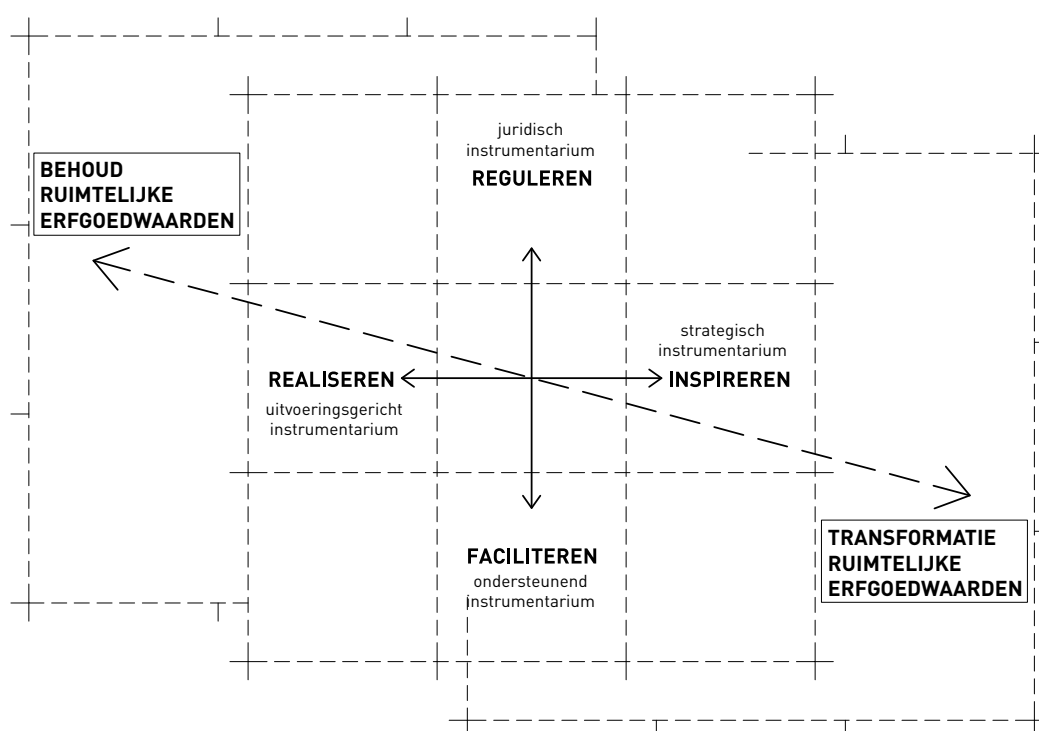 juridisch
instrumentarium
REGULEREN
BEHOUD
RUIMTELIJKE
ERFGOEDWAARDEN
strategisch
instrumentarium
REALISEREN
INSPIREREN
uitvoeringsgericht
instrumentarium
FACILITEREN
ondersteunend
instrumentarium
TRANSFORMATIE
RUIMTELIJKE
ERFGOEDWAARDEN